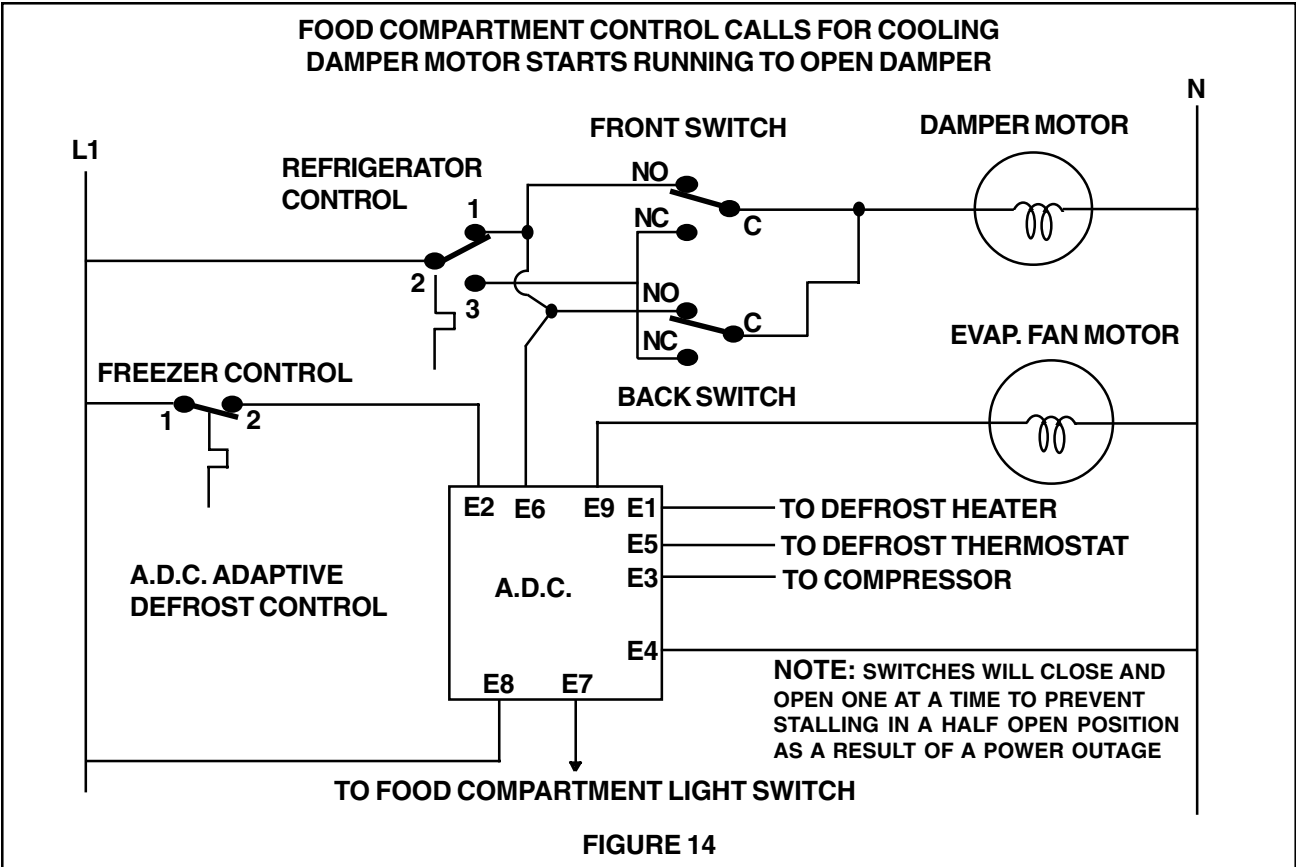 FOOD COMPARTMENT CONTROL CALLS FOR COOLING
DAMPER MOTOR STARTS RUNNING TO OPEN DAMPER
N
L1
FRONT SWITCH
DAMPER MOTOR
REFRIGERATOR
CONTROL
NO
1
NC
C
2
3
NO
C
NC
EVAP. FAN MOTOR
FREEZER CONTROL
BACK SWITCH
1
2
E2
E6
E9
E1
TO DEFROST HEATER
E5
TO DEFROST THERMOSTAT
E3
TO COMPRESSOR
A.D.C. ADAPTIVE
DEFROST CONTROL
A.D.C.
E4
E8
E7
NOTE: SWITCHES WILL CLOSE AND
OPEN ONE AT A TIME TO PREVENT
STALLING IN A HALF OPEN POSITION
AS A RESULT OF A POWER OUTAGE
TO FOOD COMPARTMENT LIGHT SWITCH
FIGURE 14